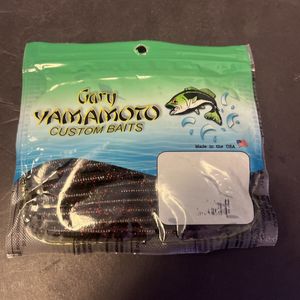 Gary
YAMAMOTO
CUSTOM BAITS
Made in the USA